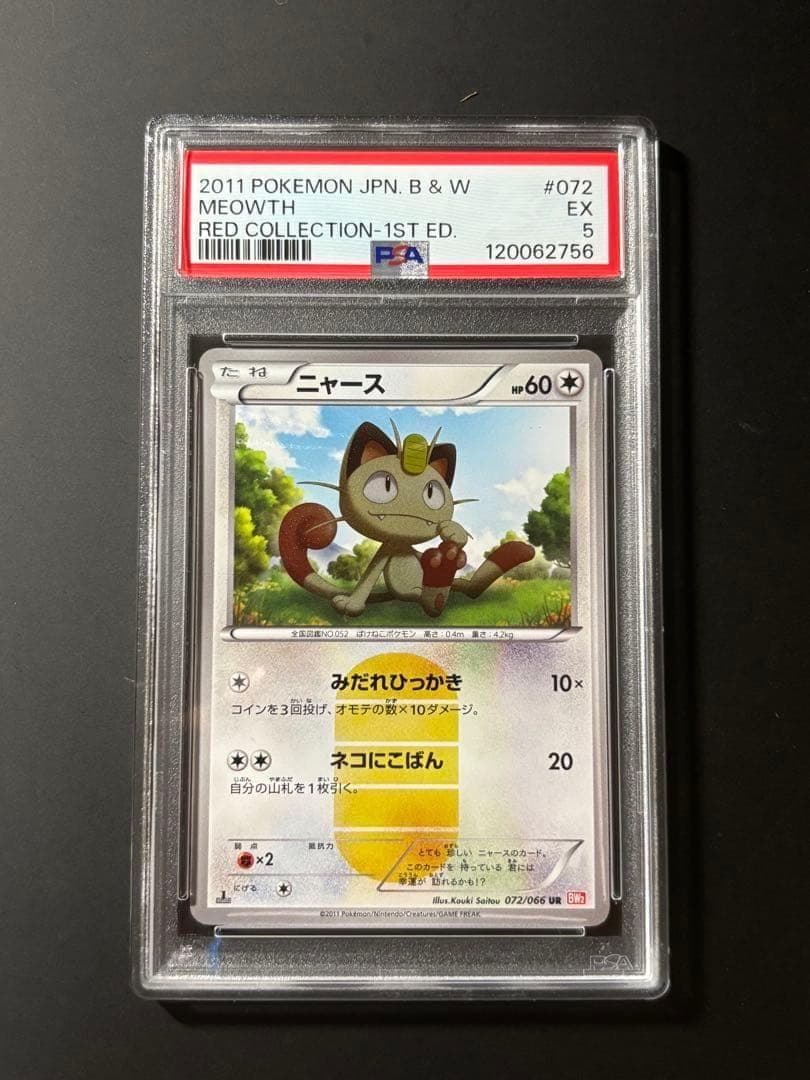 2011 POKEMON JPN. B & W #072
MEOWTH EX
RED COLLECTION-1ST ED. 5
PSA 120062756
たね ニャース HP60
全国図鑑NO.052 ばけねこポケモン 高さ:0.4m 重さ:4.2kg
みだれひっかき 10×
コインを3回投げ、オモテの数×10ダメージ。
ネコにこばん 20
自分の山札を1枚引く。
弱点 抵抗力
×2
とても 珍しい ニャースのカード。
このカードを 持っている 君には
幸運が 訪れるかも!?
にげる
Illus.Kouki Saitou 072/066 UR BW2
©2011 Pokémon/Nintendo/Creatures/GAME FREAK
PSA